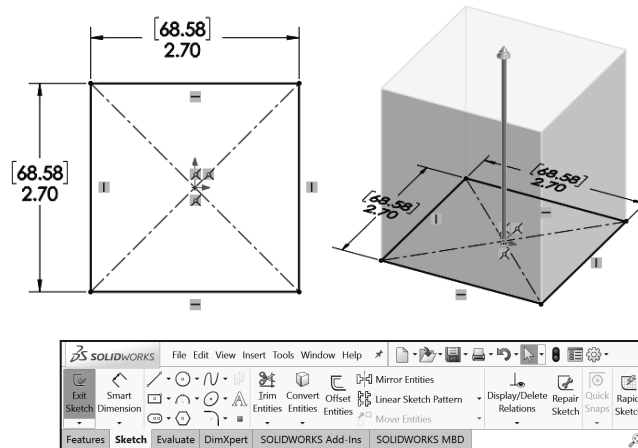 [68.58]
2.70
[68.58]
2.70
[68.58]
2.70
[68.58]
2.70
SOLIDWORKS File Edit View Insert Tools Window Help
Exit Sketch
Smart Dimension
Trim Entities
Convert Entities
Offset Entities
Mirror Entities
Linear Sketch Pattern
Move Entities
Display/Delete Relations
Repair Sketch
Quick Snaps
Sketch
Features Sketch Evaluate DimXpert SOLIDWORKS Add-Ins SOLIDWORKS MBD